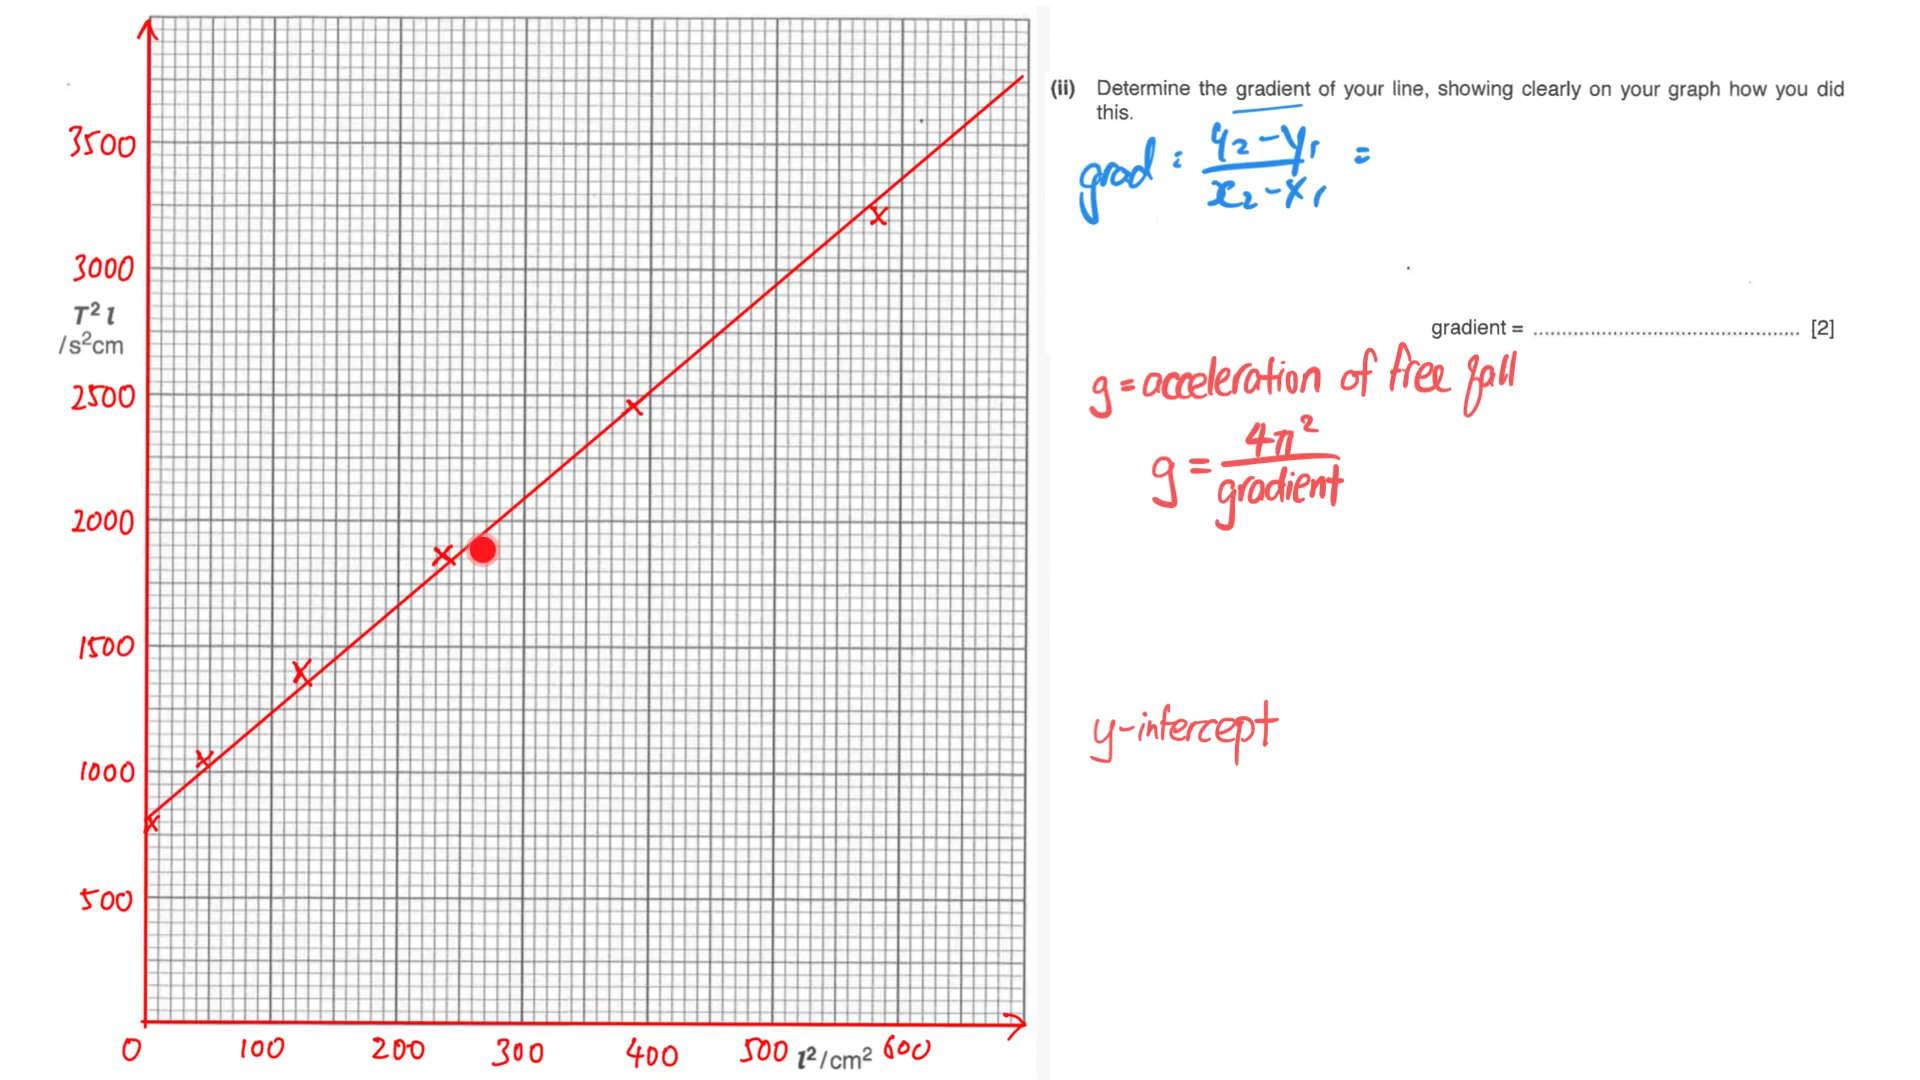 3500
3000
T² l
/s²cm
2500
2000
1500
1000
500
0 100 200 300 400 500 l²/cm² 600
(ii) Determine the gradient of your line, showing clearly on your graph how you did
this.
grad = y₂-y₁ / x₂-x₁ =
gradient = ............................................ [2]
g = acceleration of free fall
g = 4π² / gradient
y-intercept